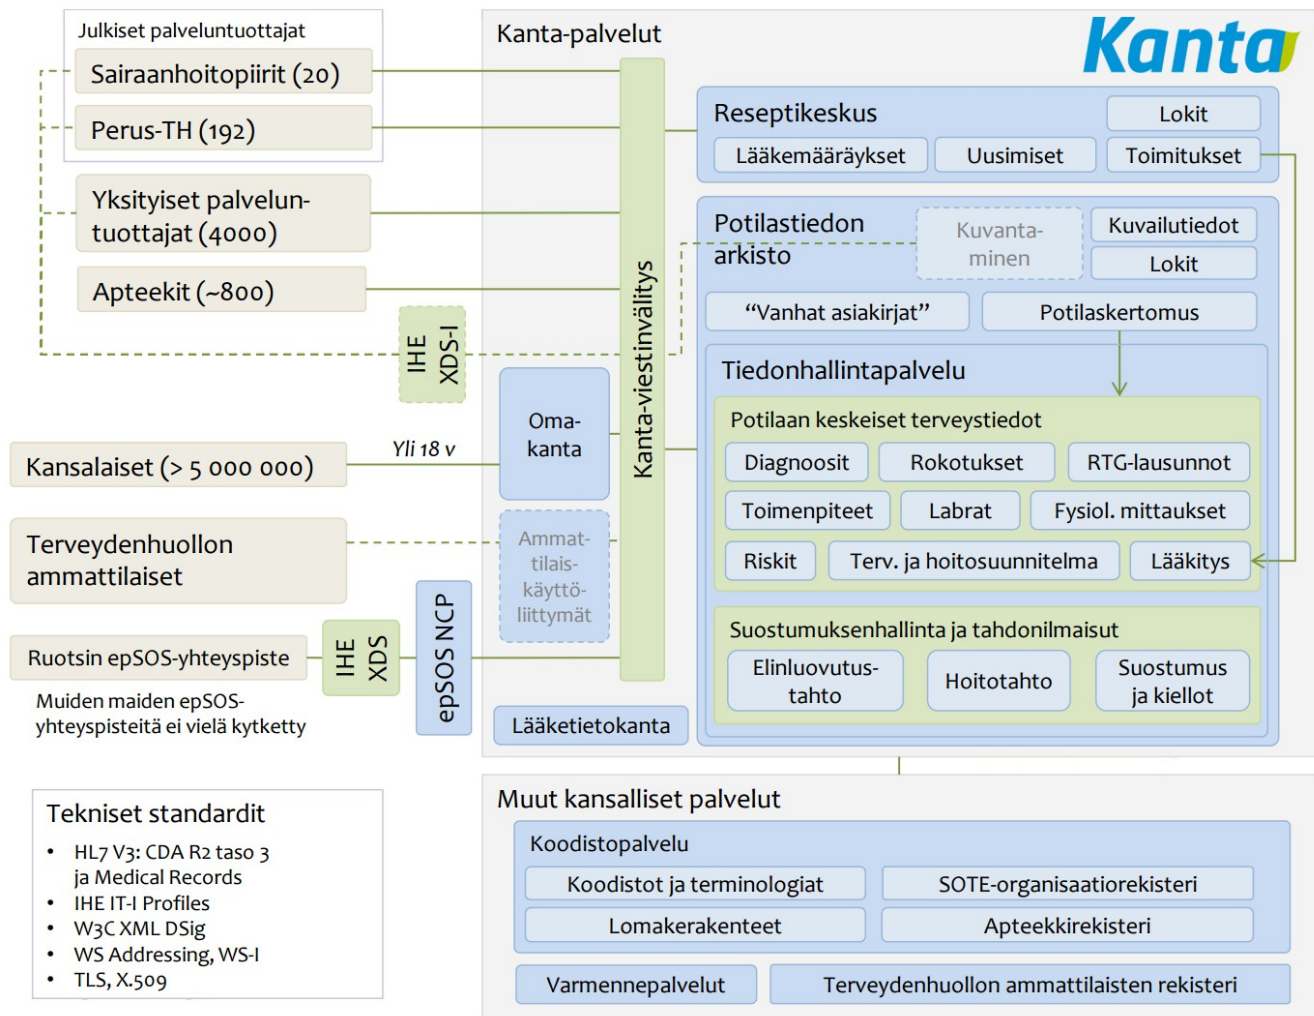 Julkiset palveluntuottajat
Sairaanhoitopiirit (20)
Perus-TH (192)
Yksityiset palvelun-
tuottajat (4000)
Apteekit (~800)
IHE
XDS-I
Kansalaiset (> 5 000 000)
Yli 18 v
Terveydenhuollon
ammattilaiset
Ruotsin epSOS-yhteyspiste
IHE
XDS
epSOS NCP
Muiden maiden epSOS-
yhteyspisteitä ei vielä kytketty
Kanta-palvelut
Kanta
Oma-
kanta
Ammat-
tilais-
käyttö-
liittymät
Kanta-viestinvälitys
Lääketietokanta
Reseptikeskus
Lokit
Lääkemääräykset
Uusimiset
Toimitukset
Potilastiedon
arkisto
Kuvanta-
minen
Kuvailutiedot
Lokit
“Vanhat asiakirjat”
Potilaskertomus
Tiedonhallintapalvelu
Potilaan keskeiset terveystiedot
Diagnoosit
Rokotukset
RTG-lausunnot
Toimenpiteet
Labrat
Fysiol. mittaukset
Riskit
Terv. ja hoitosuunnitelma
Lääkitys
Suostumuksenhallinta ja tahdonilmaisut
Elinluovutus-
tahto
Hoitotahto
Suostumus
ja kiellot
Tekniset standardit
• HL7 V3: CDA R2 taso 3
ja Medical Records
• IHE IT-I Profiles
• W3C XML DSig
• WS Addressing, WS-I
• TLS, X.509
Muut kansalliset palvelut
Koodistopalvelu
Koodistot ja terminologiat
SOTE-organisaatiorekisteri
Lomakerakenteet
Apteekkirekisteri
Varmennepalvelut
Terveydenhuollon ammattilaisten rekisteri